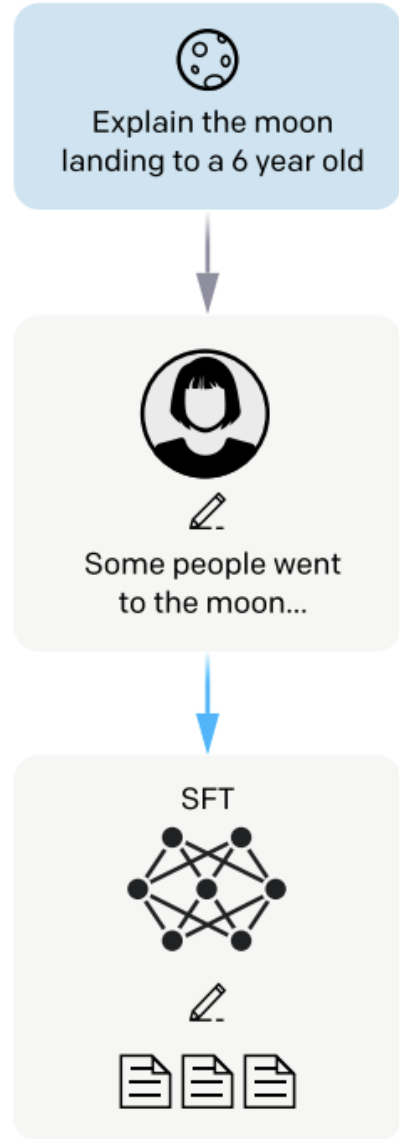 Explain the moon
landing to a 6 year old
Some people went
to the moon...
SFT